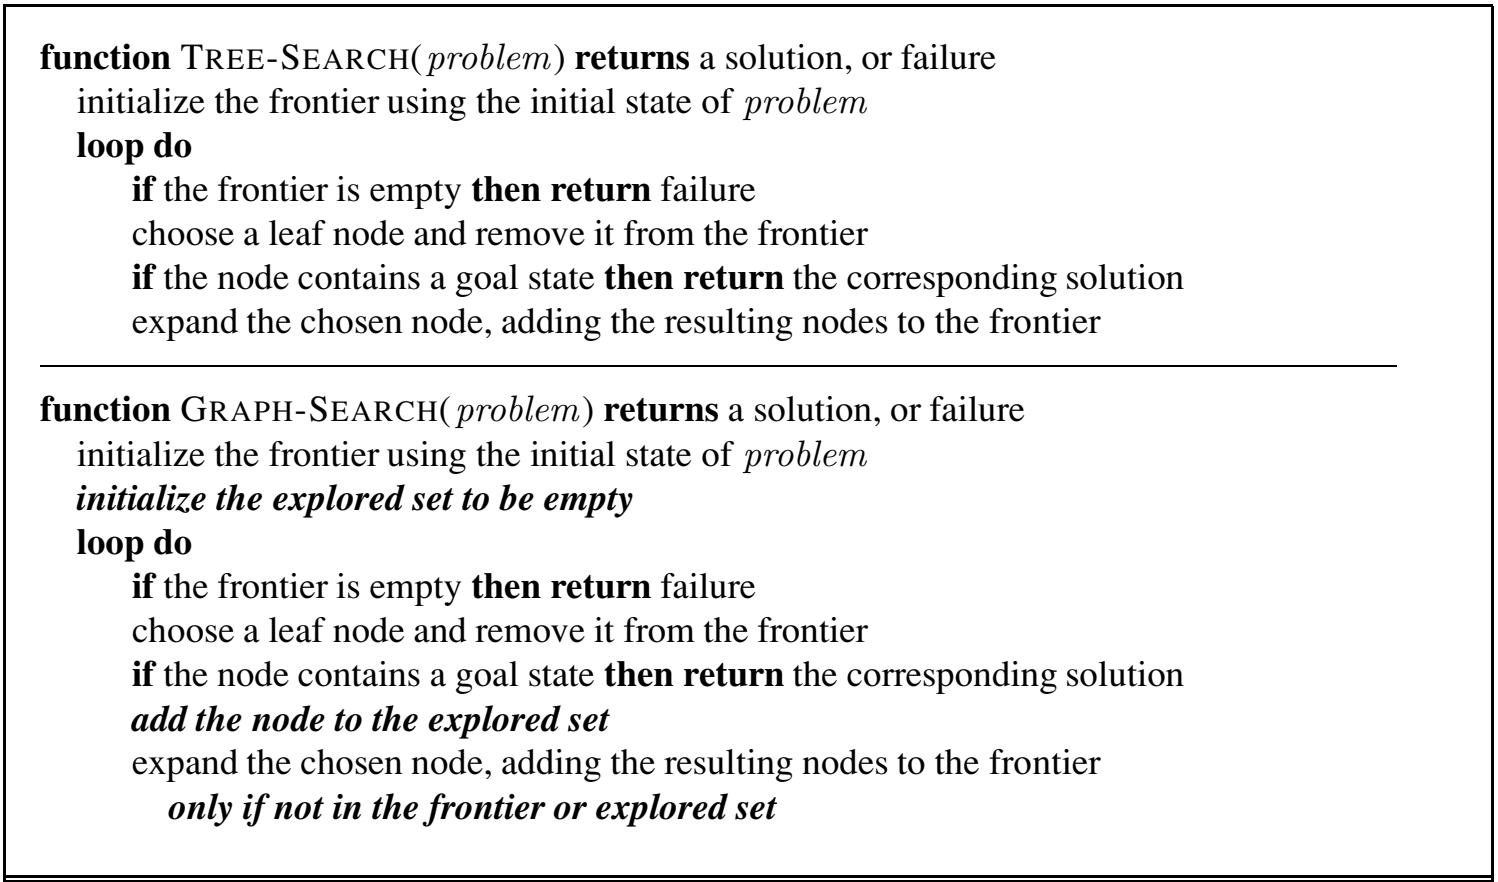 function TREE-SEARCH(problem) returns a solution, or failure
initialize the frontier using the initial state of problem
loop do
if the frontier is empty then return failure
choose a leaf node and remove it from the frontier
if the node contains a goal state then return the corresponding solution
expand the chosen node, adding the resulting nodes to the frontier
function GRAPH-SEARCH(problem) returns a solution, or failure
initialize the frontier using the initial state of problem
initialize the explored set to be empty
loop do
if the frontier is empty then return failure
choose a leaf node and remove it from the frontier
if the node contains a goal state then return the corresponding solution
add the node to the explored set
expand the chosen node, adding the resulting nodes to the frontier
only if not in the frontier or explored set